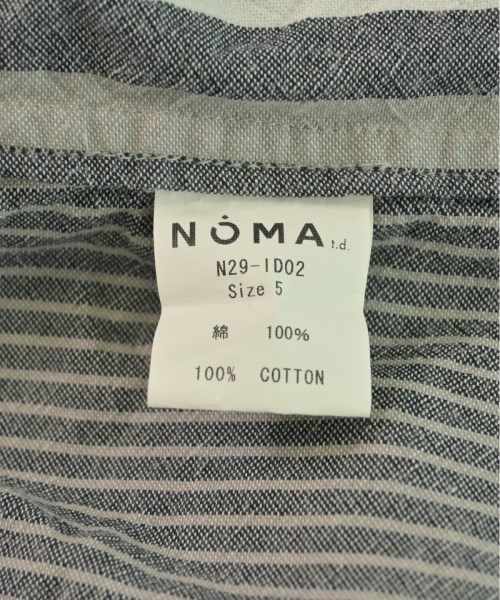 NOMA t.d.
N29-ID02
Size 5
綿 100%
100% COTTON